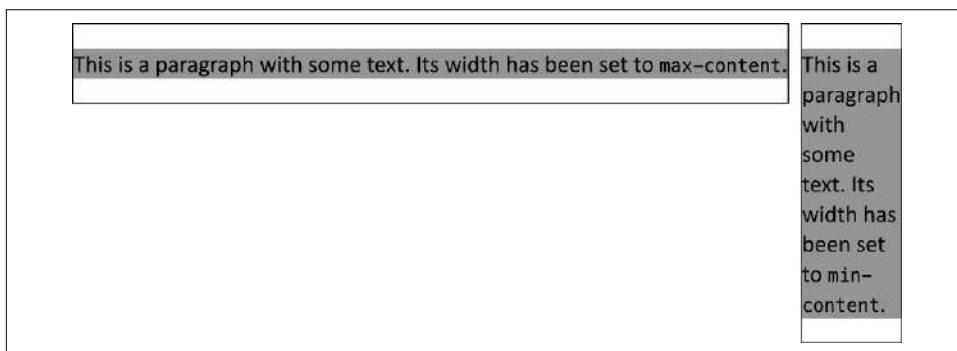 This is a paragraph with some text. Its width has been set to max-content.
This is a
paragraph
with
some
text. Its
width has
been set
to min-
content.